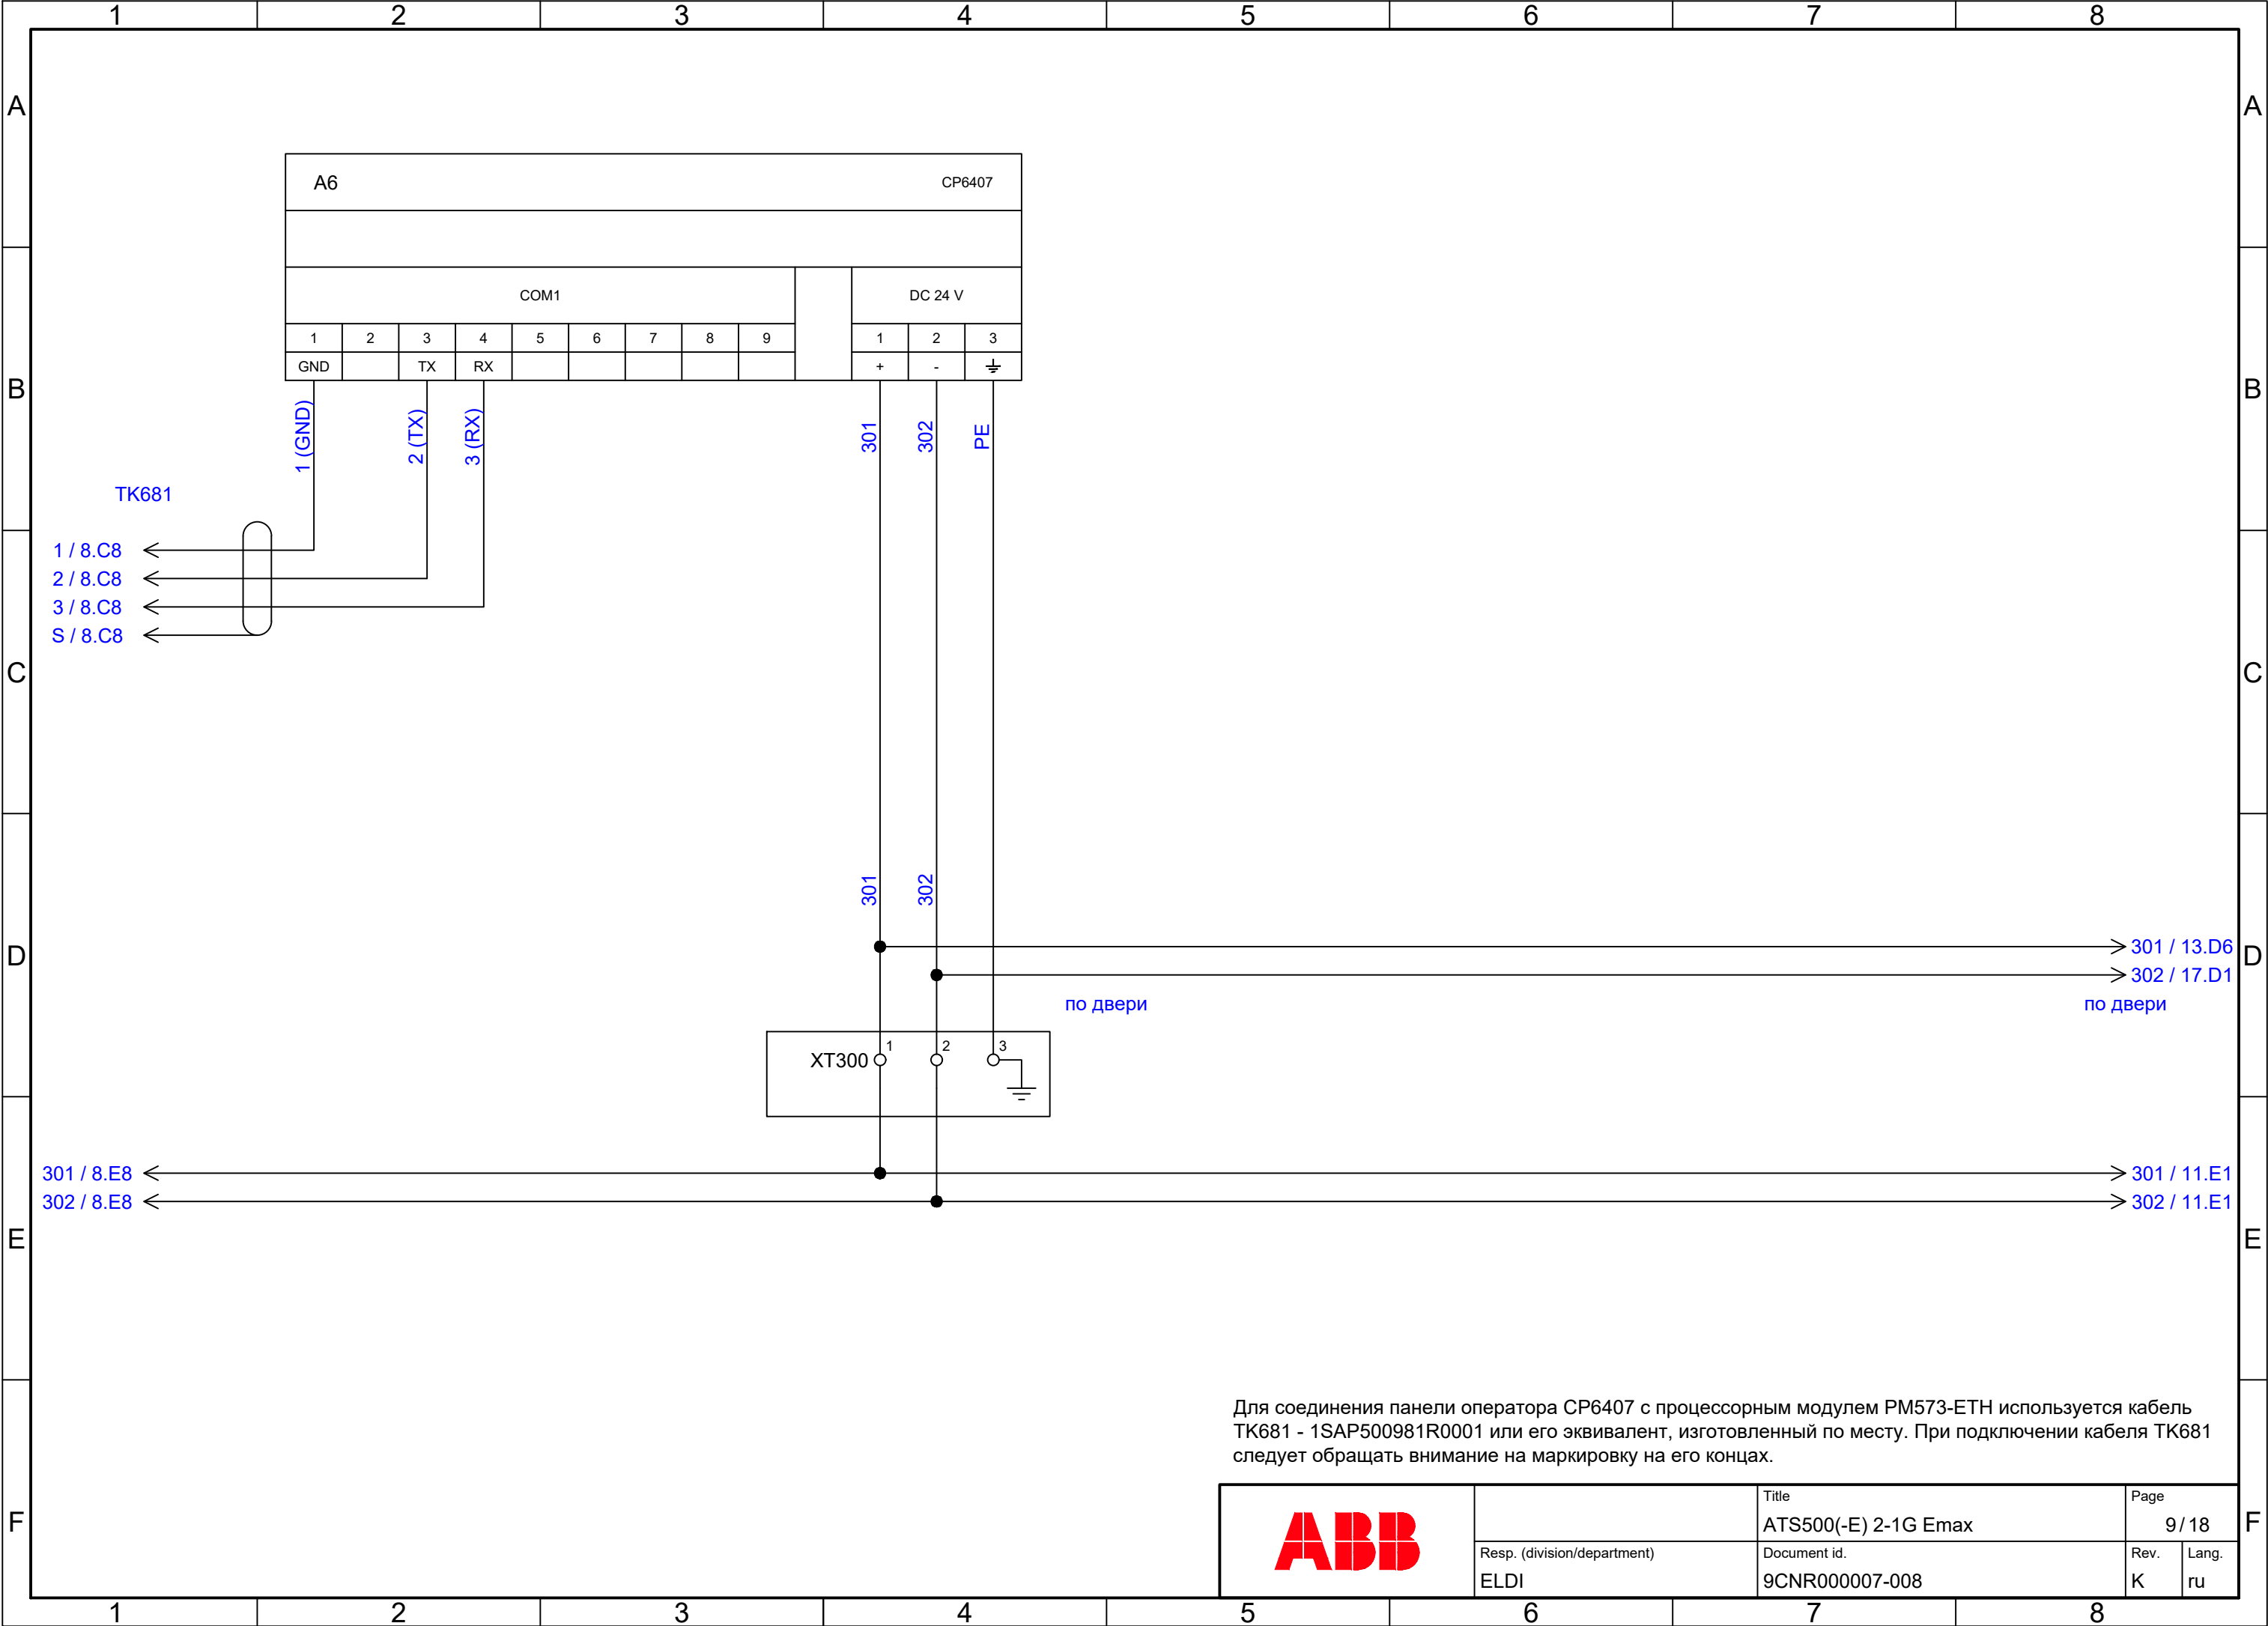 1 2 3 4 5 6 7 8
A A
A6 CP6407
COM1 DC 24 V
1 2 3 4 5 6 7 8 9 1 2 3
GND TX RX + -
B B
1 (GND) 2 (TX) 3 (RX) 301 302 PE
TK681
1 / 8.C8
2 / 8.C8
3 / 8.C8
S / 8.C8
C C
301 302
D D
301 / 13.D6
302 / 17.D1
по двери по двери
XT300 1 2 3
301 / 8.E8 301 / 11.E1
302 / 8.E8 302 / 11.E1
E E
Для соединения панели оператора CP6407 с процессорным модулем PM573-ETH используется кабель
TK681 - 1SAP500981R0001 или его эквивалент, изготовленный по месту. При подключении кабеля TK681
следует обращать внимание на маркировку на его концах.
F F
ABB
Title Page
ATS500(-E) 2-1G Emax 9/18
Resp. (division/department) Document id. Rev. Lang.
ELDI 9CNR000007-008 K ru
1 2 3 4 5 6 7 8